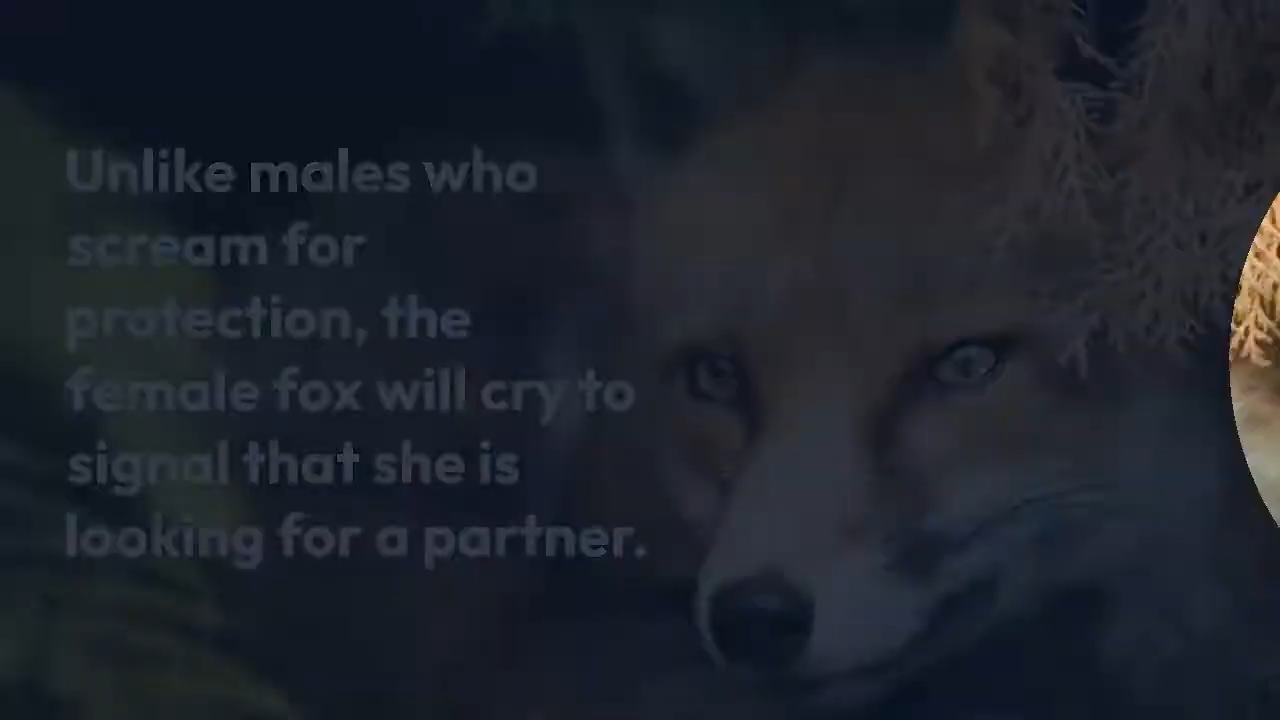 Unlike males who
scream for
protection, the
female fox will cry to
signal that she is
looking for a partner.